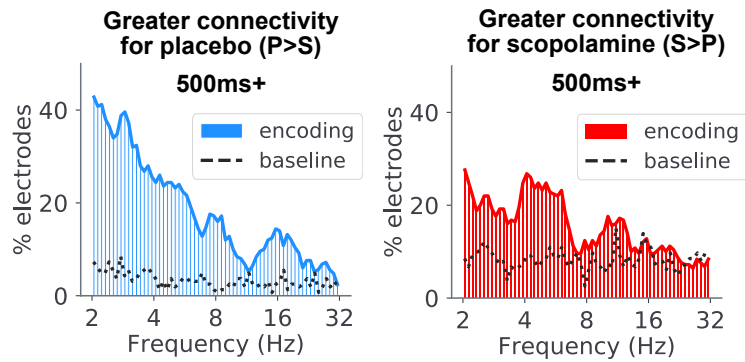 Greater connectivity
for placebo (P>S)
500ms+
% electrodes
40
20
0
encoding
baseline
2
4
8
16
32
Frequency (Hz)
Greater connectivity
for scopolamine (S>P)
500ms+
% electrodes
40
20
0
encoding
baseline
2
4
8
16
32
Frequency (Hz)